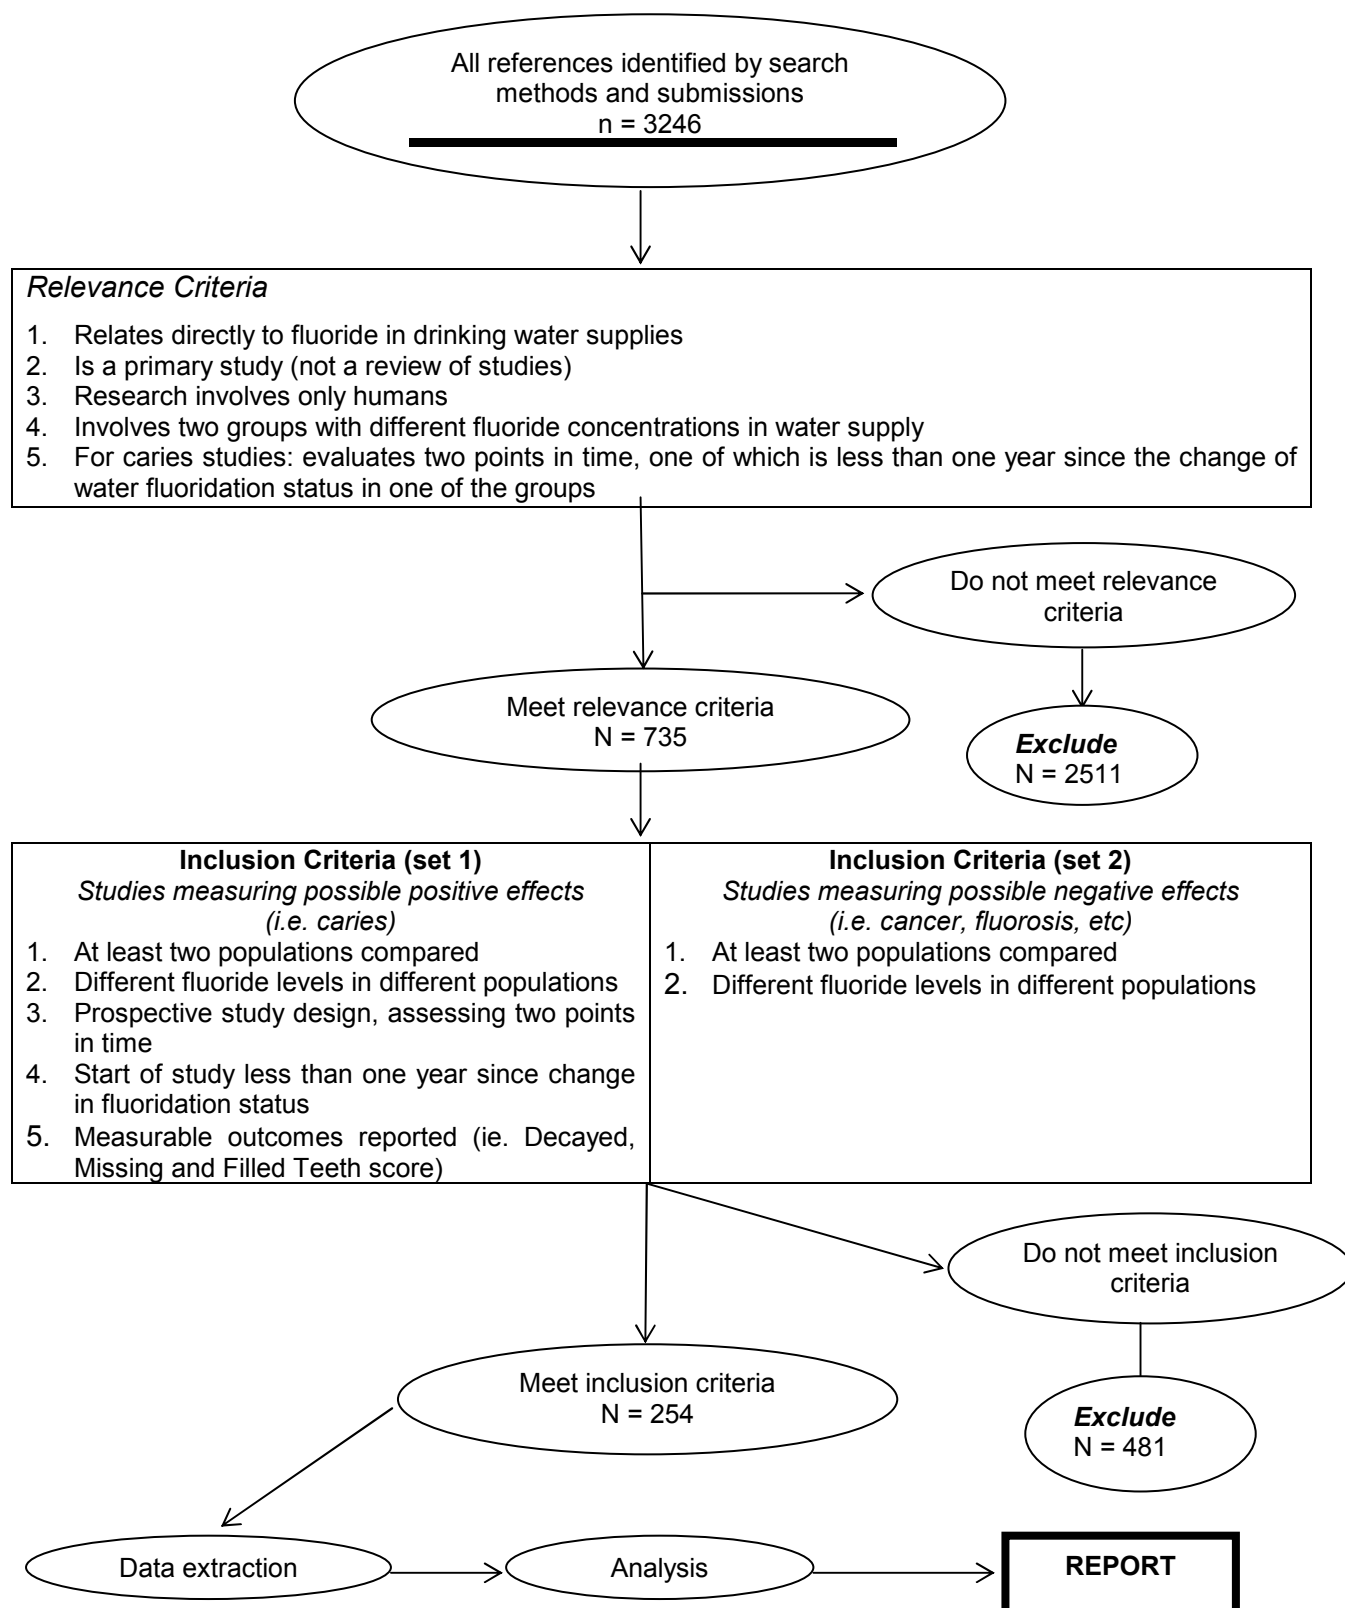 All references identified by search
methods and submissions
n = 3246
Relevance Criteria
1. Relates directly to fluoride in drinking water supplies
2. Is a primary study (not a review of studies)
3. Research involves only humans
4. Involves two groups with different fluoride concentrations in water supply
5. For caries studies: evaluates two points in time, one of which is less than one year since the change of
water fluoridation status in one of the groups
Do not meet relevance
criteria
Meet relevance criteria
N = 735
Exclude
N = 2511
Inclusion Criteria (set 1)
Studies measuring possible positive effects
(i.e. caries)
1. At least two populations compared
2. Different fluoride levels in different populations
3. Prospective study design, assessing two points
in time
4. Start of study less than one year since change
in fluoridation status
5. Measurable outcomes reported (ie. Decayed,
Missing and Filled Teeth score)
Inclusion Criteria (set 2)
Studies measuring possible negative effects
(i.e. cancer, fluorosis, etc)
1. At least two populations compared
2. Different fluoride levels in different populations
Do not meet inclusion
criteria
Meet inclusion criteria
N = 254
Exclude
N = 481
Data extraction
Analysis
REPORT